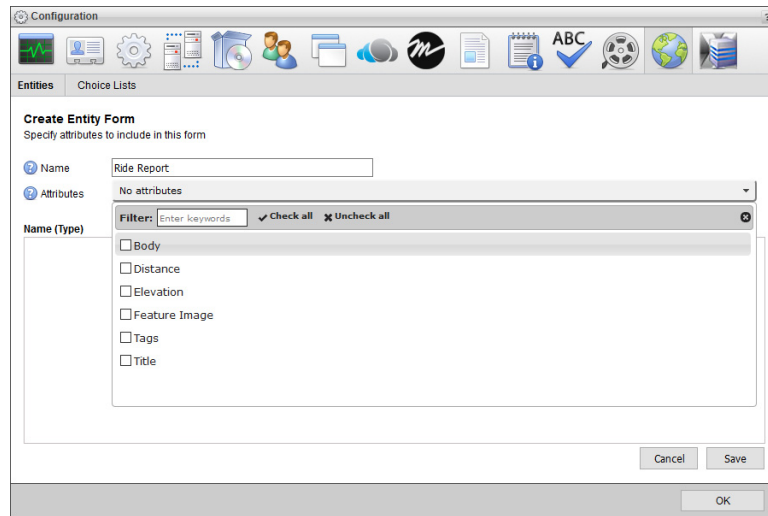 Configuration
ABC
Entities Choice Lists
Create Entity Form
Specify attributes to include in this form
Name Ride Report
Attributes No attributes
Filter: Enter keywords Check all Uncheck all
Name (Type)
Body
Distance
Elevation
Feature Image
Tags
Title
Cancel Save
OK